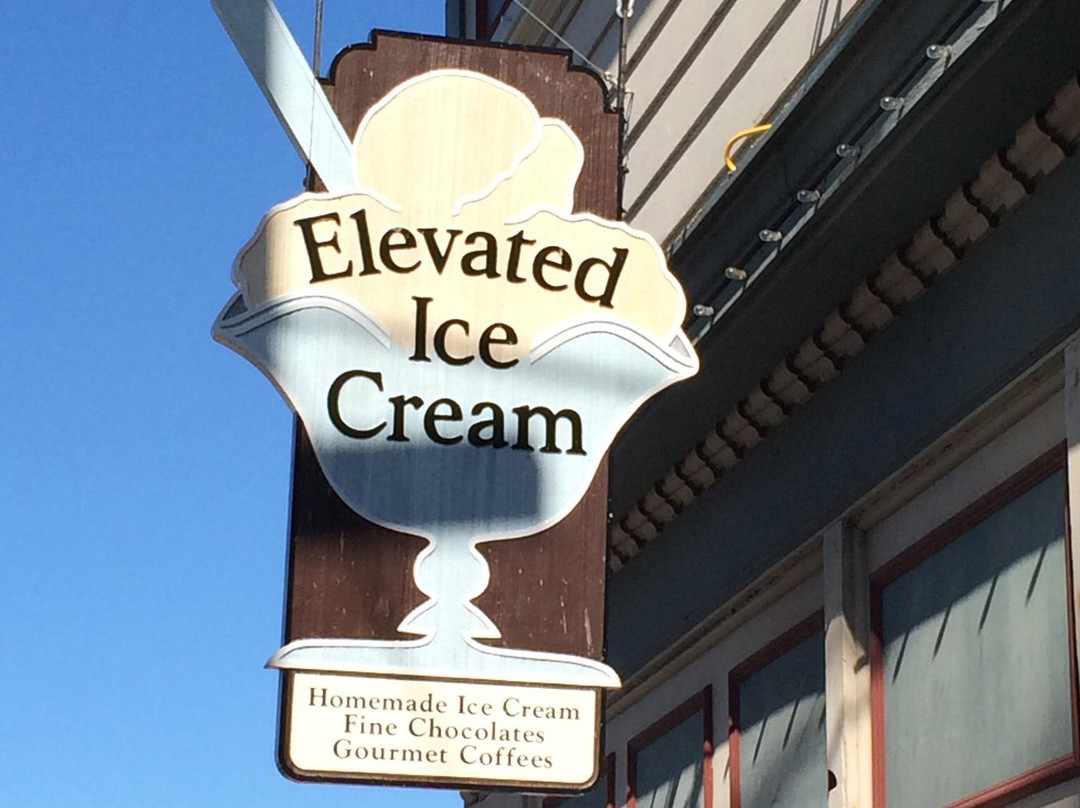 Elevated
Ice
Cream
Homemade Ice Cream
Fine Chocolates
Gourmet Coffees